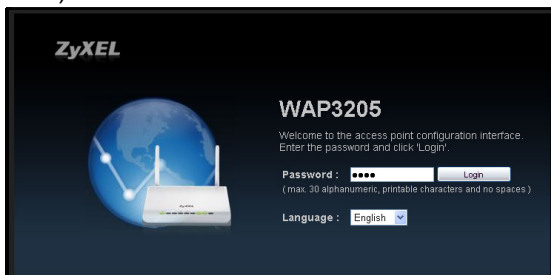 ZyXEL
WAP3205
Welcome to the access point configuration interface.
Enter the password and click 'Login'.
Password : •••• Login
( max. 30 alphanumeric, printable characters and no spaces )
Language : English